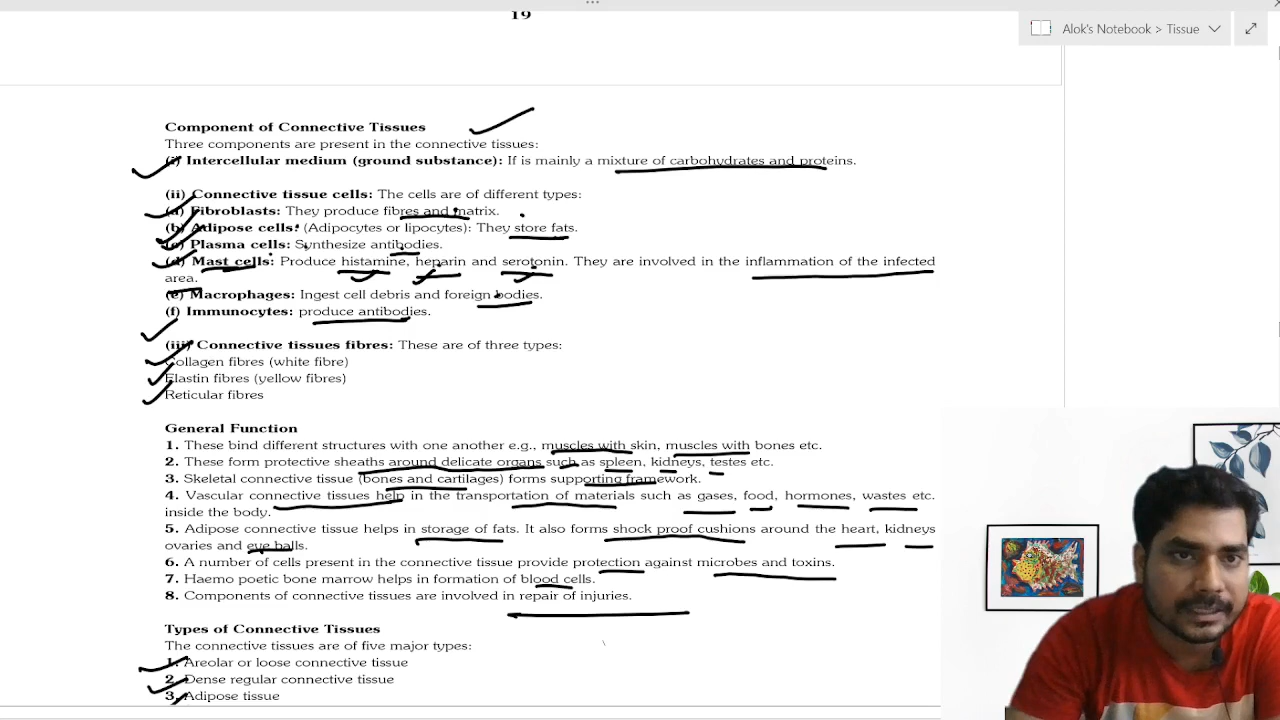 19
Alok's Notebook > Tissue
Component of Connective Tissues
Three components are present in the connective tissues:
(i) Intercellular medium (ground substance): If is mainly a mixture of carbohydrates and proteins.
(ii) Connective tissue cells: The cells are of different types:
(a) Fibroblasts: They produce fibres and matrix.
(b) Adipose cells: (Adipocytes or lipocytes): They store fats.
(c) Plasma cells: Synthesize antibodies.
(d) Mast cells: Produce histamine, heparin and serotonin. They are involved in the inflammation of the infected
area.
(e) Macrophages: Ingest cell debris and foreign bodies.
(f) Immunocytes: produce antibodies.
(iii) Connective tissues fibres: These are of three types:
Collagen fibres (white fibre)
Elastin fibres (yellow fibres)
Reticular fibres
General Function
1. These bind different structures with one another e.g., muscles with skin, muscles with bones etc.
2. These form protective sheaths around delicate organs such as spleen, kidneys, testes etc.
3. Skeletal connective tissue (bones and cartilages) forms supporting framework.
4. Vascular connective tissues help in the transportation of materials such as gases, food, hormones, wastes etc.
inside the body.
5. Adipose connective tissue helps in storage of fats. It also forms shock proof cushions around the heart, kidneys
ovaries and eye balls.
6. A number of cells present in the connective tissue provide protection against microbes and toxins.
7. Haemo poetic bone marrow helps in formation of blood cells.
8. Components of connective tissues are involved in repair of injuries.
Types of Connective Tissues
The connective tissues are of five major types:
1. Areolar or loose connective tissue
2. Dense regular connective tissue
3. Adipose tissue